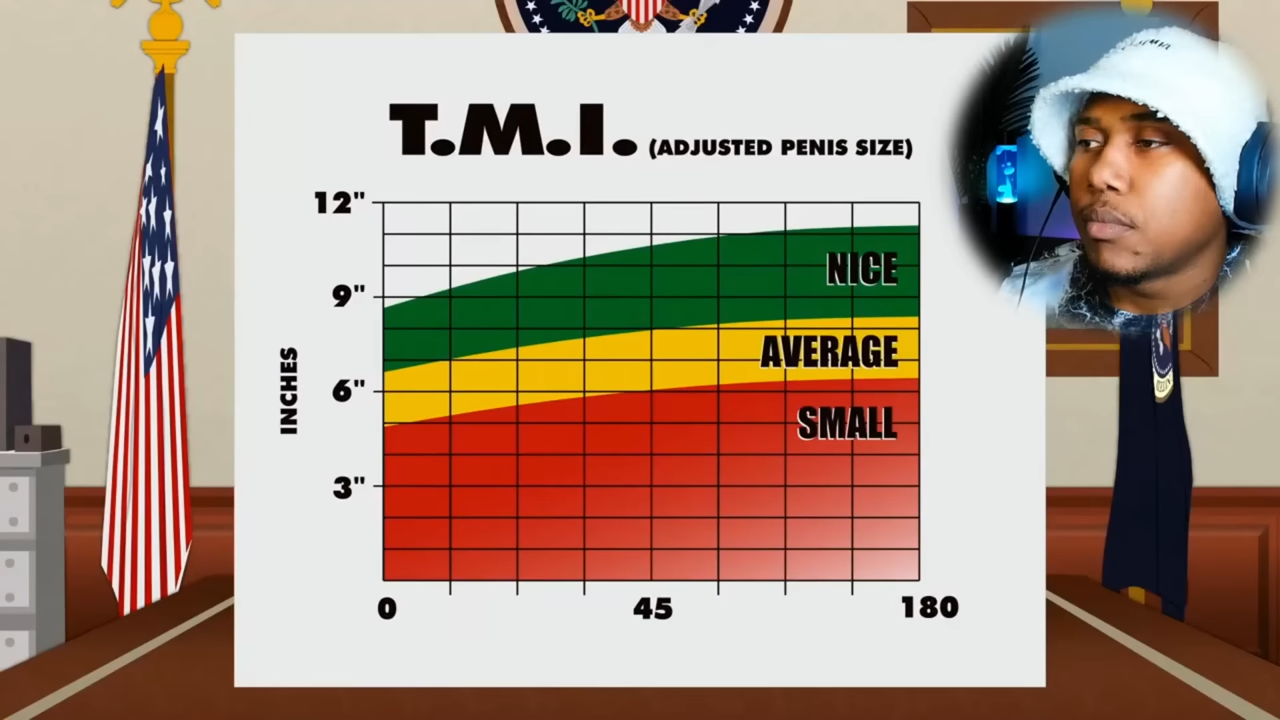 T.M.I. (ADJUSTED PENIS SIZE)
12"
9"
6"
3"
INCHES
NICE
AVERAGE
SMALL
0 45 180